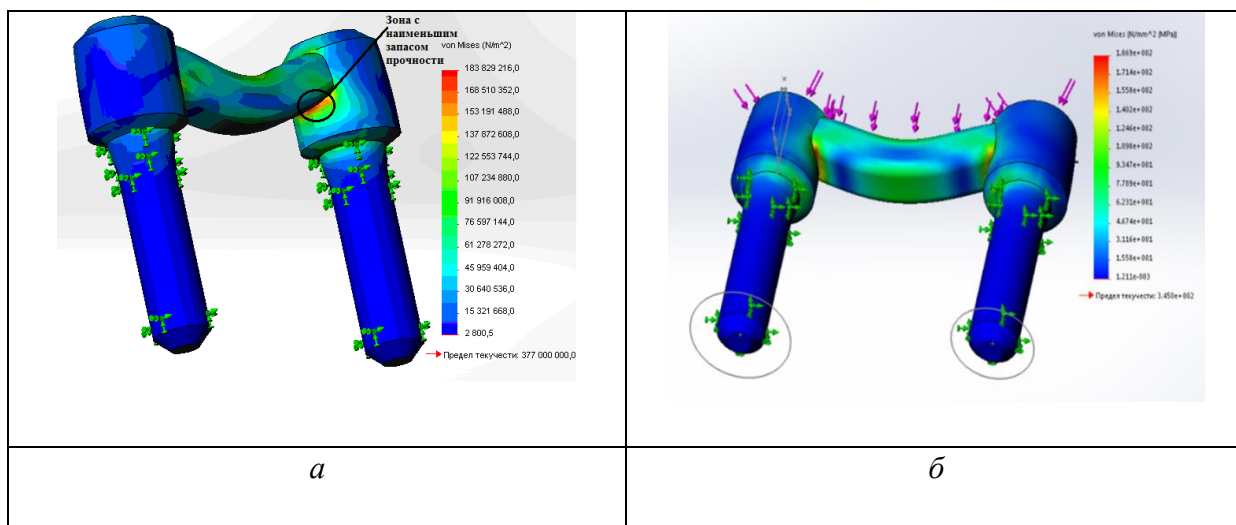 Зона с
наименьшим
запасом
прочности
von Mises (N/m^2)
183 829 216,0
168 510 352,0
153 191 488,0
137 872 608,0
122 553 744,0
107 234 880,0
91 916 008,0
76 597 144,0
61 278 272,0
45 959 404,0
30 640 536,0
15 321 668,0
2 800,5
Предел текучести: 377 000 000,0
von Mises (N/mm^2 (MPa))
1.869e+002
1.714e+002
1.558e+002
1.402e+002
1.246e+002
1.090e+002
9.347e+001
7.789e+001
6.232e+001
4.674e+001
3.116e+001
1.558e+001
1.211e-003
Предел текучести: 3.450e+002
а
б